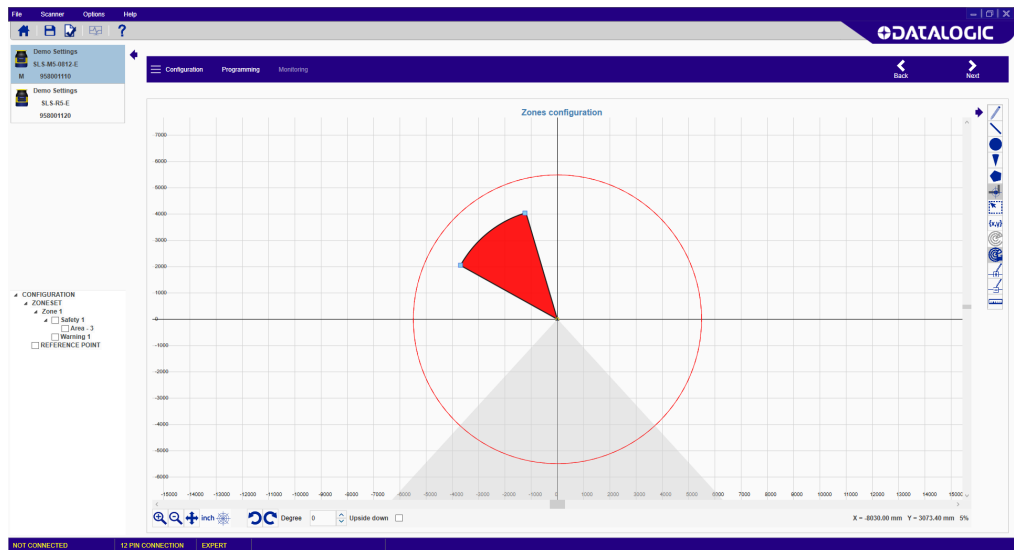 File Scanner Options Help
DATALOGIC
Demo Settings
SLS-M5-0812-E
M 958001110
Demo Settings
SLS-R5-E
958001120
Configuration Programming Monitoring
Back
Next
Zones configuration
7000
6000
5000
4000
3000
2000
1000
-0
-1000
-2000
-3000
-4000
-5000
-6000
-15000 -14000 -13000 -12000 -11000 -10000 -9000 -8000 -7000 -6000 -5000 -4000 -3000 -2000 -1000 0 1000 2000 3000 4000 5000 6000 7000 8000 9000 10000 11000 12000 13000 14000 15000
{x,y}
CONFIGURATION
ZONESET
Zone 1
Safety 1
Area - 3
Warning 1
REFERENCE POINT
inch
Degree 0
Upside down
X = -8030.00 mm Y = 3073.40 mm 5%
NOT CONNECTED 12 PIN CONNECTION EXPERT